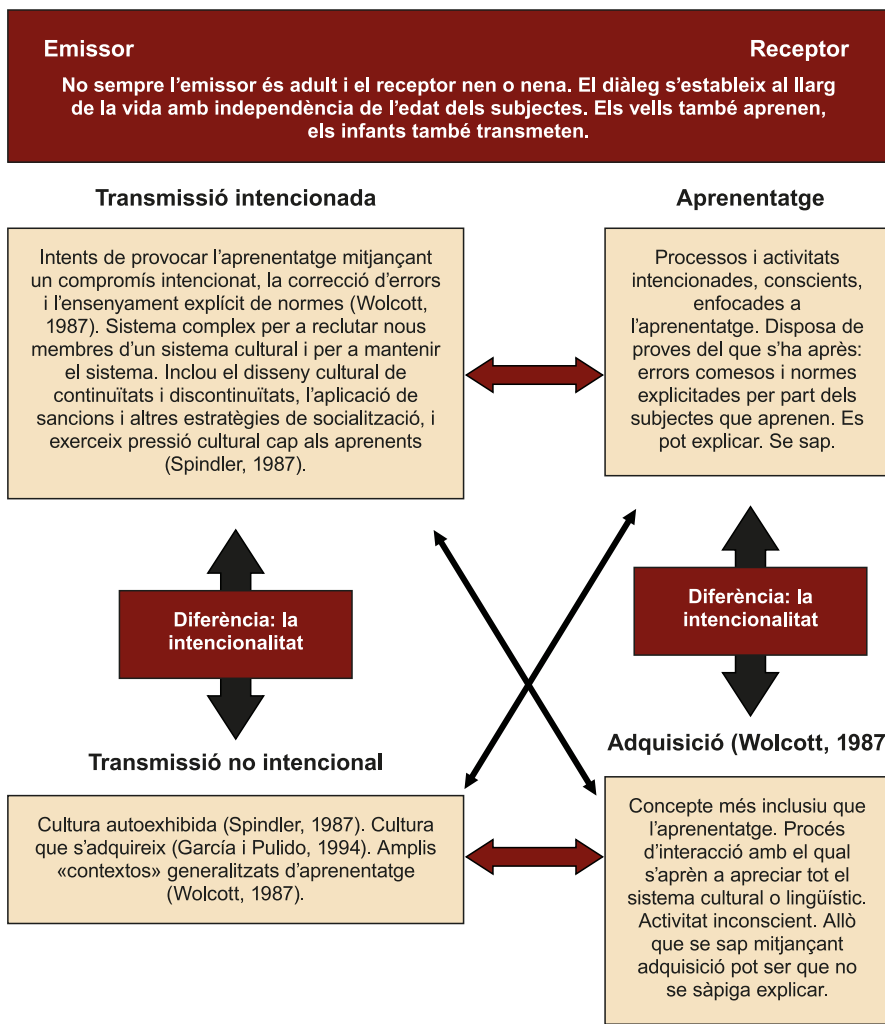 Emissor
Receptor
No sempre l’emissor és adult i el receptor nen o nena. El diàleg s’estableix al llarg
de la vida amb independència de l’edat dels subjectes. Els vells també aprenen,
els infants també transmeten.
Transmissió intencionada
Intents de provocar l’aprenentatge mitjançant
un compromís intencionat, la correcció d’errors
i l’ensenyament explícit de normes (Wolcott,
1987). Sistema complex per a reclutar nous
membres d’un sistema cultural i per a mantenir
el sistema. Inclou el disseny cultural de
continuïtats i discontinuïtats, l’aplicació de
sancions i altres estratègies de socialització, i
exerceix pressió cultural cap als aprenents
(Spindler, 1987).
Aprenentatge
Processos i activitats
intencionades, conscients,
enfocades a
l’aprenentatge. Disposa de
proves del que s’ha après:
errors comesos i normes
explicitades per part dels
subjectes que aprenen. Es
pot explicar. Se sap.
Diferència: la
intencionalitat
Diferència: la
intencionalitat
Transmissió no intencional
Cultura autoexhibida (Spindler, 1987). Cultura
que s’adquireix (García i Pulido, 1994). Amplis
«contextos» generalitzats d’aprenentatge
(Wolcott, 1987).
Adquisició (Wolcott, 1987
Concepte més inclusiu que
l’aprenentatge. Procés
d’interacció amb el qual
s’aprèn a apreciar tot el
sistema cultural o lingüístic.
Activitat inconscient. Allò
que se sap mitjançant
adquisició pot ser que no
se sàpiga explicar.